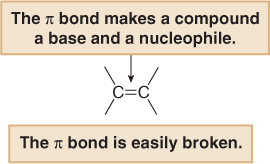 The π bond makes a compound
a base and a nucleophile.
C=C
The π bond is easily broken.